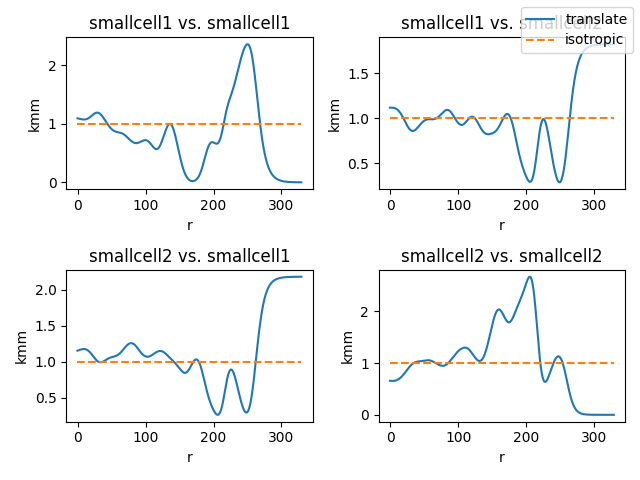 smallcell1 vs. smallcell1
kmm
2
1
0
0 100 200 300
r
smallcell1 vs. smallcell2
translate
isotropic
kmm
1.5
1.0
0.5
0 100 200 300
r
smallcell2 vs. smallcell1
kmm
2.0
1.5
1.0
0.5
0 100 200 300
r
smallcell2 vs. smallcell2
kmm
2
1
0
0 100 200 300
r